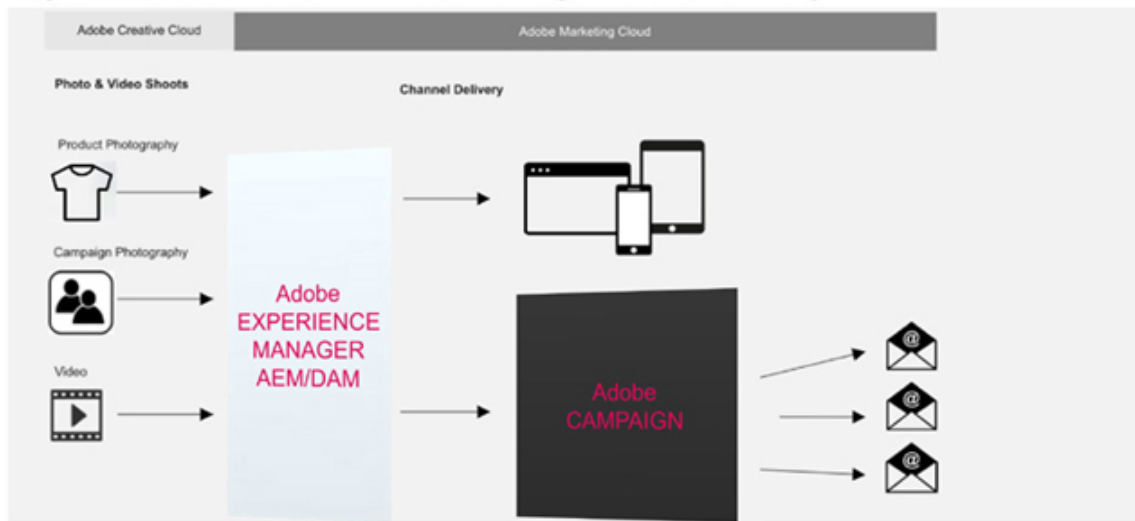 Adobe Creative Cloud
Adobe Marketing Cloud
Photo & Video Shoots
Channel Delivery
Product Photography
Campaign Photography
Video
Adobe
EXPERIENCE
MANAGER
AEM/DAM
Adobe
CAMPAIGN
@
@
@